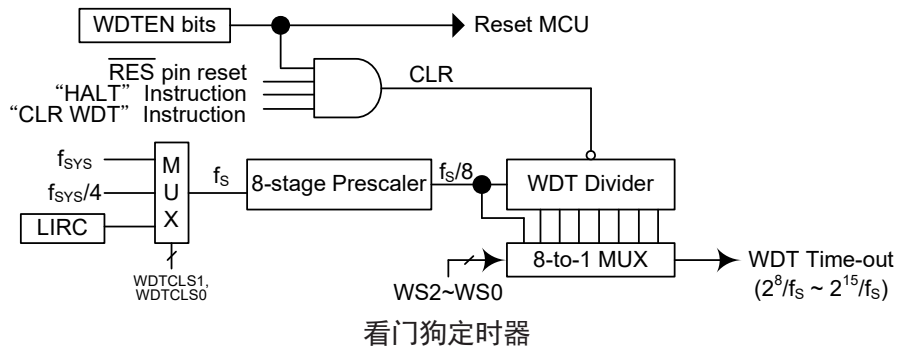 WDTEN bits
Reset MCU
RES pin reset
CLR
“HALT” Instruction
“CLR WDT” Instruction
fSYS
fSYS/4
LIRC
M
U
X
fS
8-stage Prescaler
fS/8
WDT Divider
WDTCLS1,
WDTCLS0
WS2~WS0
8-to-1 MUX
WDT Time-out
(2^8/fS ~ 2^15/fS)
看门狗定时器